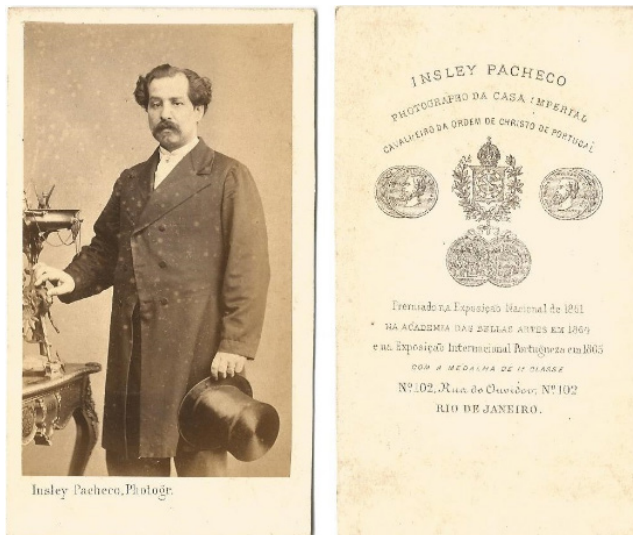 Insley Pacheco, Photogr.
INSLEY PACHECO
PHOTOGRAPHO DA CASA IMPERIAL
CAVALHEIRO DA ORDEM DE CHRISTO DE PORTUGAL
Premiado na Exposição Nacional de 1861
NA ACADEMIA DAS BELLAS ARTES EM 1864
e na Exposição Internacional Portugueza em 1865
COM A MEDALHA DE 1ª CLASSE
Nº.102, Rua do Ouvidor, Nº.102
RIO DE JANEIRO.